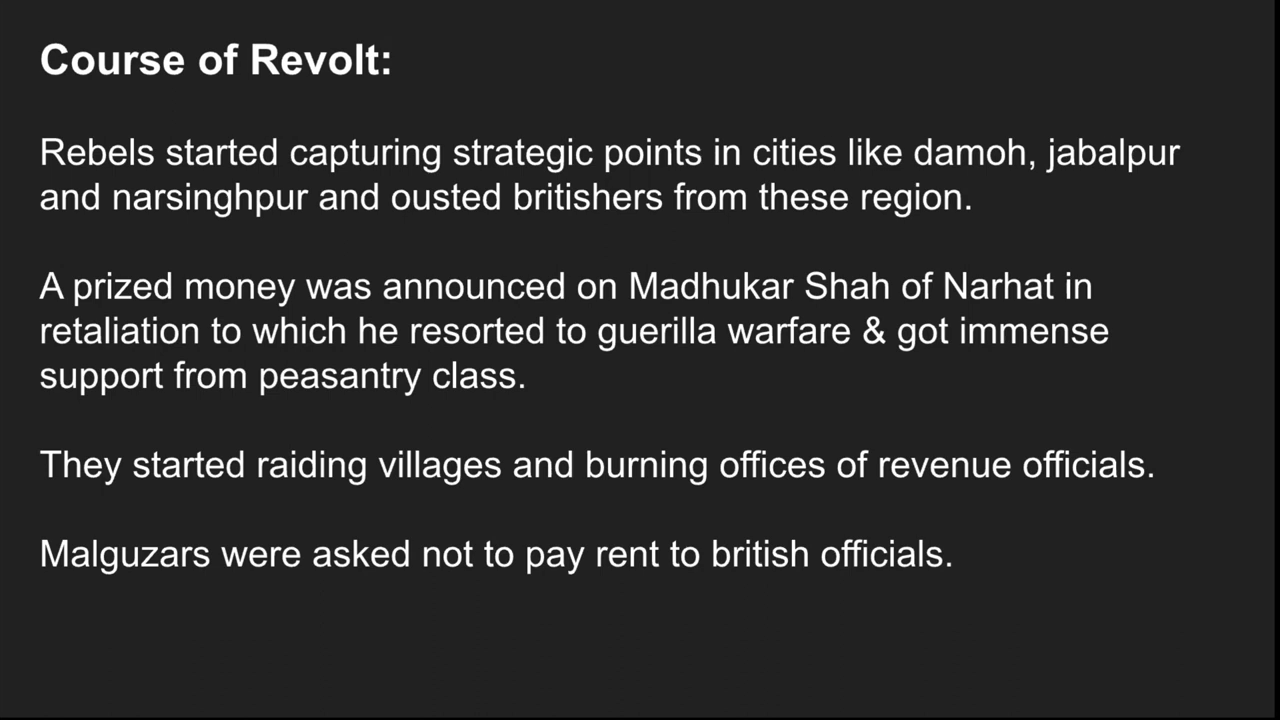 Course of Revolt:
Rebels started capturing strategic points in cities like damoh, jabalpur
and narsinghpur and ousted britishers from these region.
A prized money was announced on Madhukar Shah of Narhat in
retaliation to which he resorted to guerilla warfare & got immense
support from peasantry class.
They started raiding villages and burning offices of revenue officials.
Malguzars were asked not to pay rent to british officials.